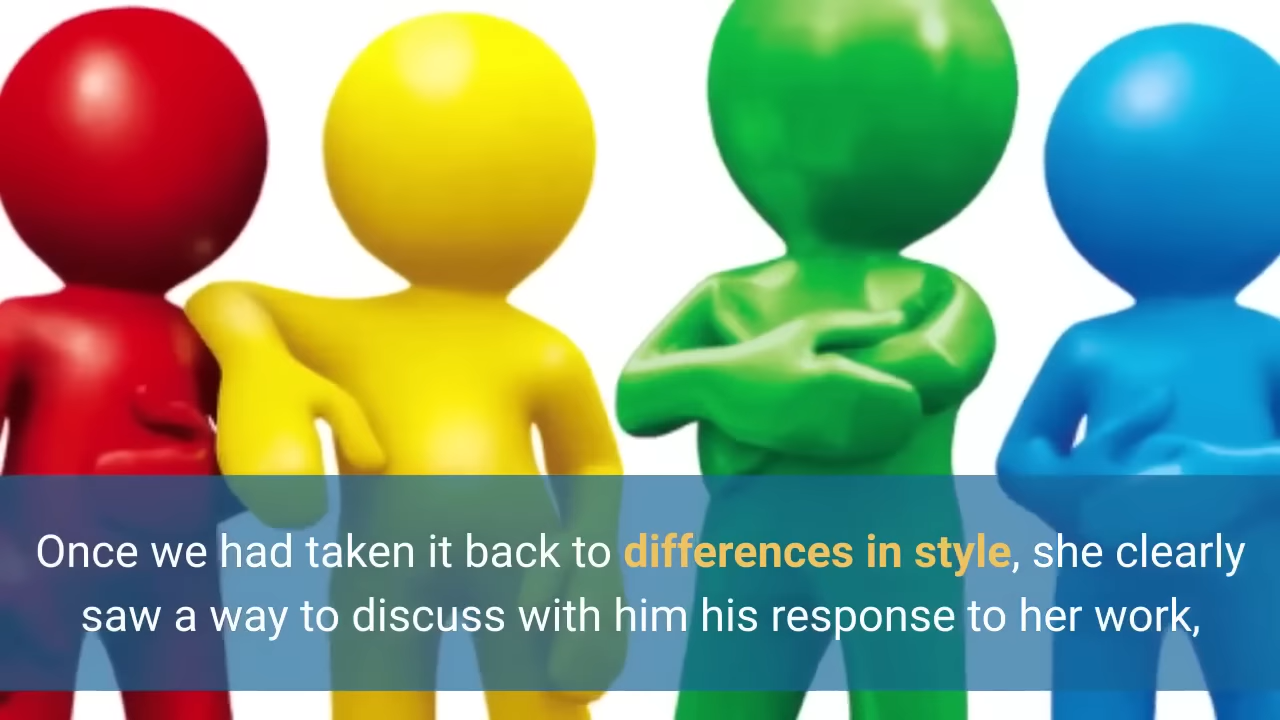 Once we had taken it back to differences in style, she clearly
saw a way to discuss with him his response to her work,